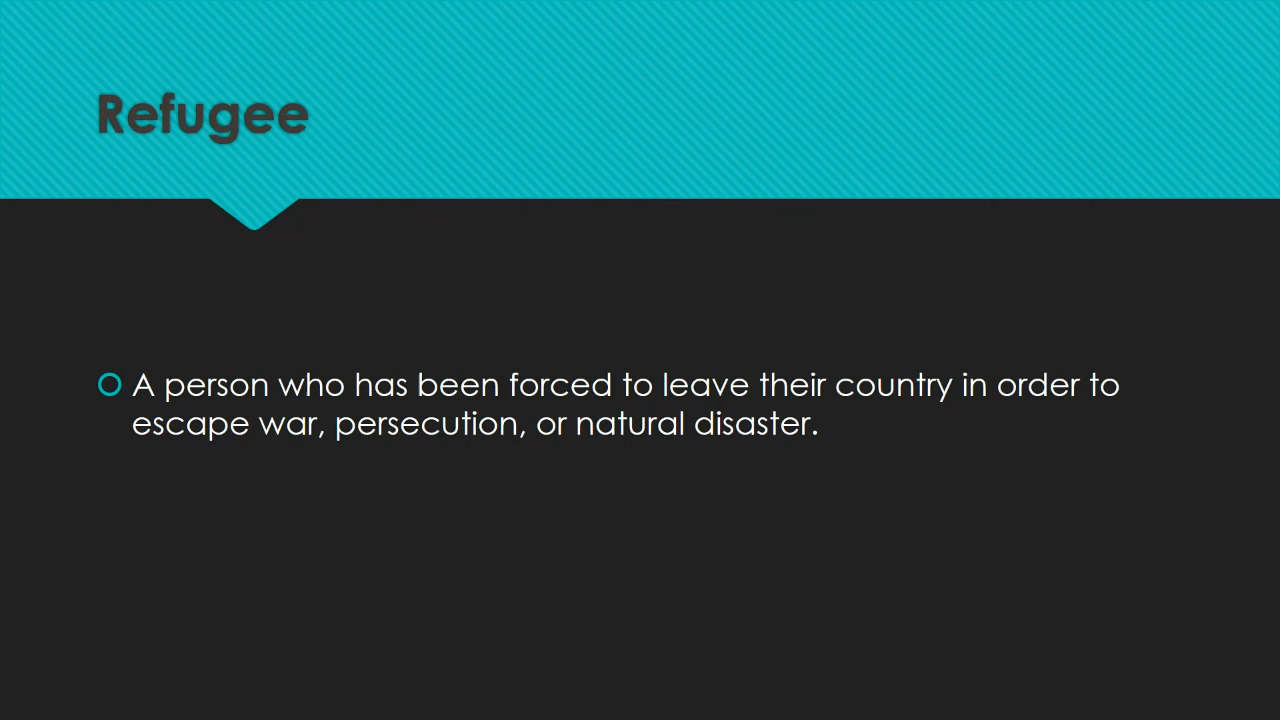 Refugee
A person who has been forced to leave their country in order to
escape war, persecution, or natural disaster.